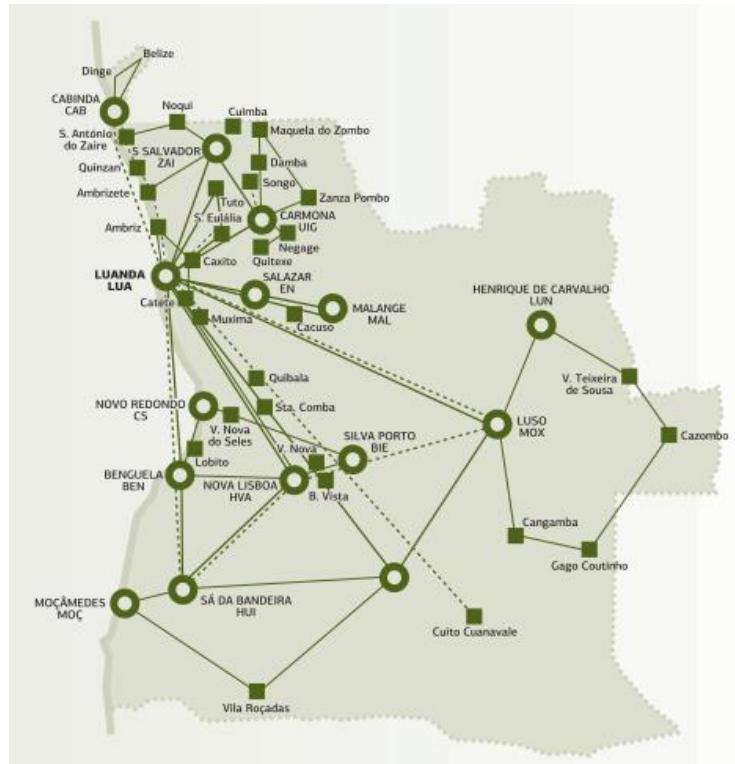 Belize
Dinge
CABINDA
CAB
Noqui
Cuimba
S. António
do Zaire
S SALVADOR
ZAI
Maquela do Zombo
Quinzan
Damba
Songo
Ambrizete
Tuto
Zanza Pombo
S. Eulália
CARMONA
UIG
Ambriz
Negage
Quitexe
Caxito
LUANDA
LUA
SALAZAR
EN
HENRIQUE DE CARVALHO
LUN
Catete
MALANGE
MAL
Muxima
Cacuso
Quibala
V. Teixeira
de Sousa
NOVO REDONDO
CS
Sta. Comba
V. Nova
do Seles
LUSO
MOX
Cazombo
SILVA PORTO
BIE
V. Nova
Lobito
BENGUELA
BEN
NOVA LISBOA
HVA
B. Vista
Cangamba
Gago Coutinho
MOÇÂMEDES
MOÇ
SÁ DA BANDEIRA
HUI
Cuito Cuanavale
Vila Roçadas